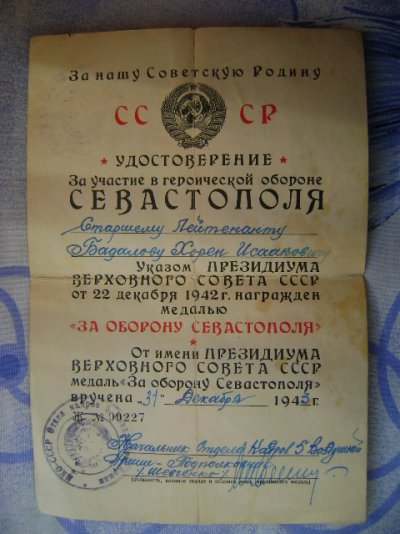 За нашу Советскую Родину
СС СР
УДОСТОВЕРЕНИЕ
За участие в героической обороне
СЕВАСТОПОЛЯ
Старшему Лейтенанту
Бадалову Хорен Исааковичу
Указом ПРЕЗИДИУМА
ВЕРХОВНОГО СОВЕТА СССР
от 22 декабря 1942 г. награжден
медалью
«ЗА ОБОРОНУ СЕВАСТОПОЛЯ»
От имени ПРЕЗИДИУМА
ВЕРХОВНОГО СОВЕТА СССР
медаль «За оборону Севастополя»
вручена „31" Декабря 1943 г.
№ 09227
Начальник Отдела Кадров 5 Воздушной
Армии - Подполковник
/Шевченко/